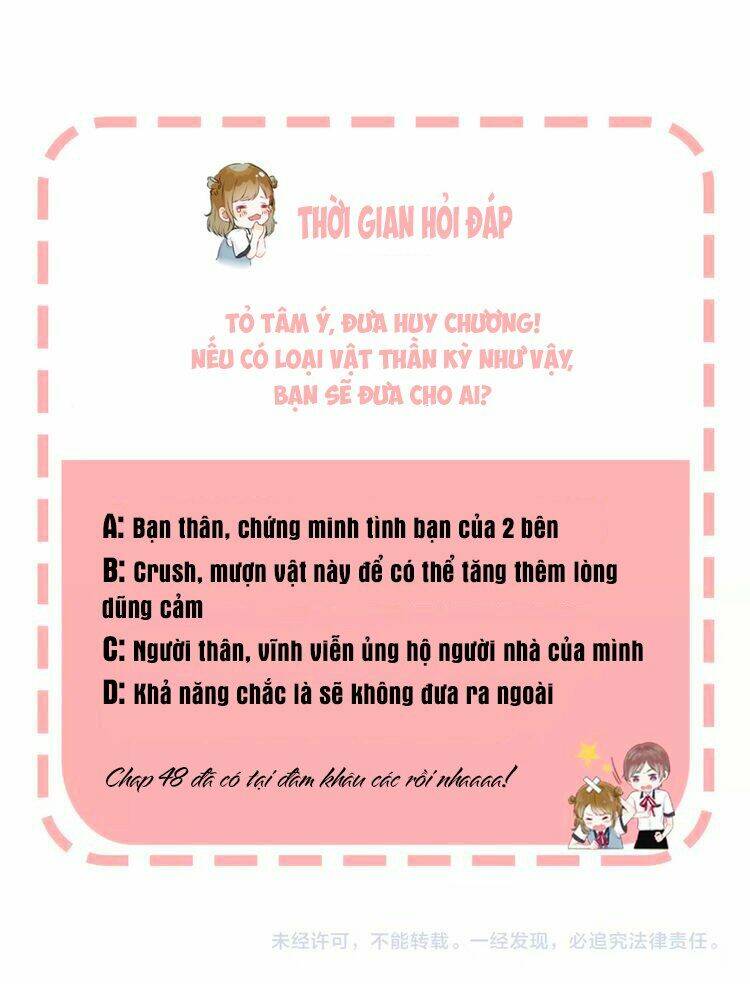 THỜI GIAN HỎI ĐÁP
TỎ TÂM Ý, ĐƯA HUY CHƯƠNG!
NẾU CÓ LOẠI VẬT THẦN KỲ NHƯ VẬY,
BẠN SẼ ĐƯA CHO AI?
A: Bạn thân, chứng minh tình bạn của 2 bên
B: Crush, mượn vật này để có thể tăng thêm lòng
dũng cảm
C: Người thân, vĩnh viễn ủng hộ người nhà của mình
D: Khả năng chắc là sẽ không đưa ra ngoài
Chap 48 đã có tại đâm khâu các rồi nhaaaa!
未经许可，不能转载。一经发现，必追究法律责任。